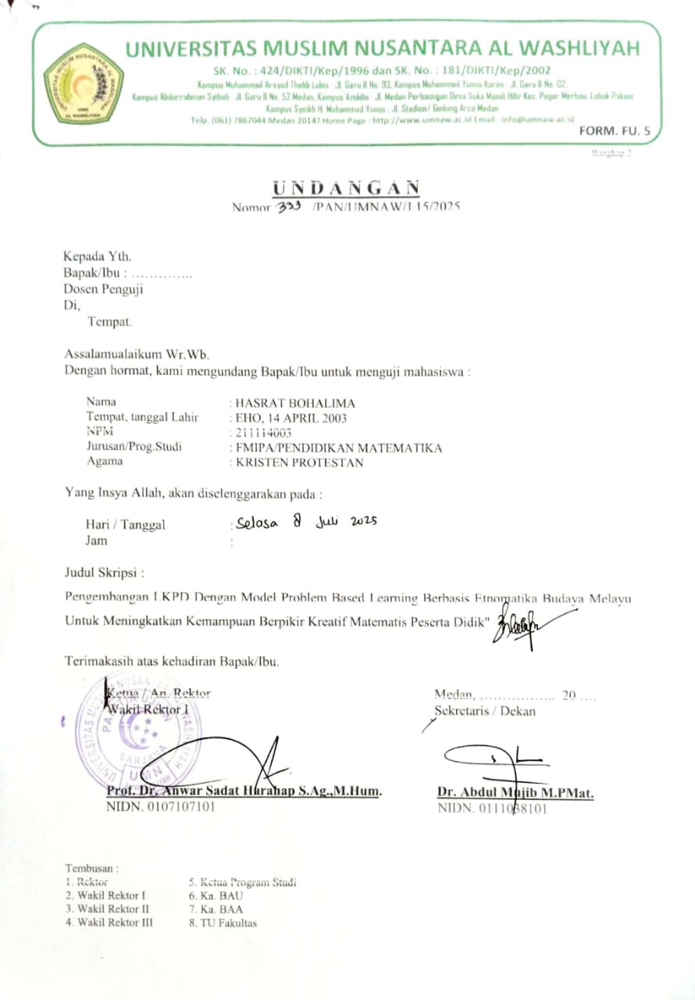 UNIVERSITAS MUSLIM NUSANTARA AL WASHLIYAH
SK. No. : 424/DIKTI/Kep/1996 dan SK. No. : 181/DIKTI/Kep/2002
Kampus Muhammad Arsyad Thalib Lubis : Jl. Garu II No. 93, Kampus Muhammad Yunus Karim : Jl. Garu II No. 02,
Kampus Abdurrahman Syihab : Jl. Garu II No. 52 Medan, Kampus Aziddin : Jl. Medan Perbaungan Desa Suka Mandi Hilir Kec. Pagar Merbau, Lubuk Pakam
Kampus Syeikh H. Muhammad Yunus : Jl. Stadion/ Gedung Arca Medan
Telp. (061) 7867044 Medan 20147 Home Page : http://www.umnaw.ac.id Email : info@umnaw.ac.id
FORM. FU. 5
Rangkap 2
UNDANGAN
Nomor 333 /PAN/UMNAW/J 15/2025
Kepada Yth.
Bapak/Ibu : ..............
Dosen Penguji
Di,
Tempat.
Assalamualaikum Wr.Wb.
Dengan hormat, kami mengundang Bapak/Ibu untuk menguji mahasiswa :
Nama : HASRAT BOHALIMA
Tempat, tanggal Lahir : EHO, 14 APRIL 2003
NPM : 211114003
Jurusan/Prog.Studi : FMIPA/PENDIDIKAN MATEMATIKA
Agama : KRISTEN PROTESTAN
Yang Insya Allah, akan diselenggarakan pada :
Hari / Tanggal : Selasa 8 Juli 2025
Jam :
Judul Skripsi :
Pengembangan LKPD Dengan Model Problem Based Learning Berbasis Etnomatika Budaya Melayu
Untuk Meningkatkan Kemampuan Berpikir Kreatif Matematis Peserta Didik"
Terimakasih atas kehadiran Bapak/Ibu.
Ketua / An. Rektor
Wakil Rektor I
Medan, ................. 20 ....
Sekretaris / Dekan
UNIVERSITAS MUSLIM NUSANTARA AL WASHLIYAH
PANITIA UJIAN
SARJANA
UMN
Prof. Dr. Anwar Sadat Harahap S.Ag.,M.Hum.
NIDN. 0107107101
Dr. Abdul Mujib M.PMat.
NIDN. 0111038101
Tembusan :
1. Rektor
2. Wakil Rektor I
3. Wakil Rektor II
4. Wakil Rektor III
5. Ketua Program Studi
6. Ka. BAU
7. Ka. BAA
8. TU Fakultas